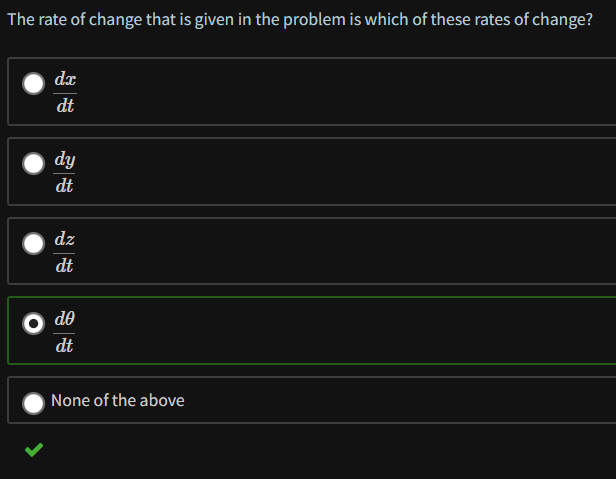 The rate of change that is given in the problem is which of these rates of change?
dx
dt
dy
dt
dz
dt
dθ
dt
None of the above